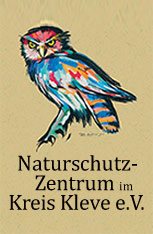 Naturschutz-
Zentrum im
Kreis Kleve e.V.